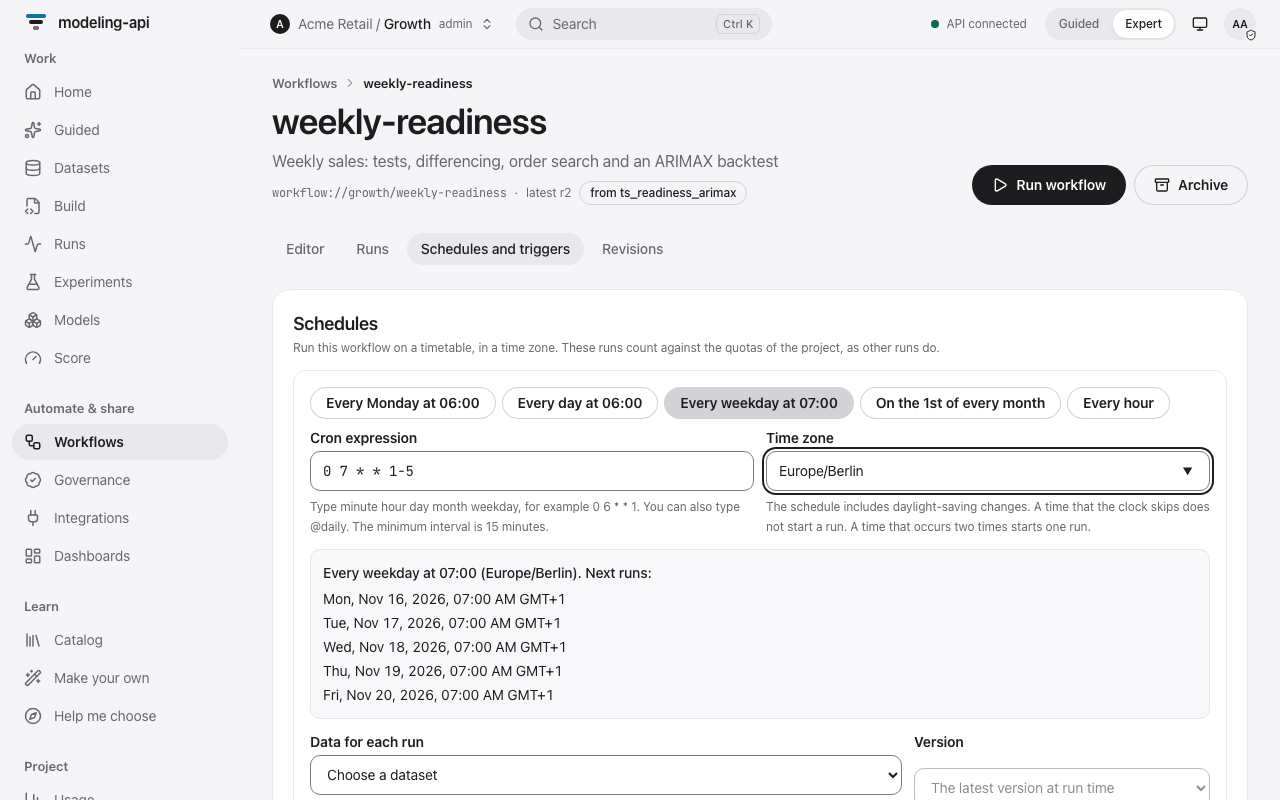 modeling-api
A
Acme Retail / Growth admin
Search
Ctrl K
API connected
Guided
Expert
AA
Work
Home
Guided
Datasets
Build
Runs
Experiments
Models
Score
Automate & share
Workflows
Governance
Integrations
Dashboards
Learn
Catalog
Make your own
Help me choose
Project
Usage
Workflows
weekly-readiness
weekly-readiness
Weekly sales: tests, differencing, order search and an ARIMAX backtest
workflow://growth/weekly-readiness · latest r2 from ts_readiness_arimax
Run workflow
Archive
Editor
Runs
Schedules and triggers
Revisions
Schedules
Run this workflow on a timetable, in a time zone. These runs count against the quotas of the project, as other runs do.
Every Monday at 06:00
Every day at 06:00
Every weekday at 07:00
On the 1st of every month
Every hour
Cron expression
0 7 * * 1-5
Type minute hour day month weekday, for example 0 6 * * 1. You can also type
@daily. The minimum interval is 15 minutes.
Time zone
Europe/Berlin
The schedule includes daylight-saving changes. A time that the clock skips does
not start a run. A time that occurs two times starts one run.
Every weekday at 07:00 (Europe/Berlin). Next runs:
Mon, Nov 16, 2026, 07:00 AM GMT+1
Tue, Nov 17, 2026, 07:00 AM GMT+1
Wed, Nov 18, 2026, 07:00 AM GMT+1
Thu, Nov 19, 2026, 07:00 AM GMT+1
Fri, Nov 20, 2026, 07:00 AM GMT+1
Data for each run
Choose a dataset
Version
The latest version at run time